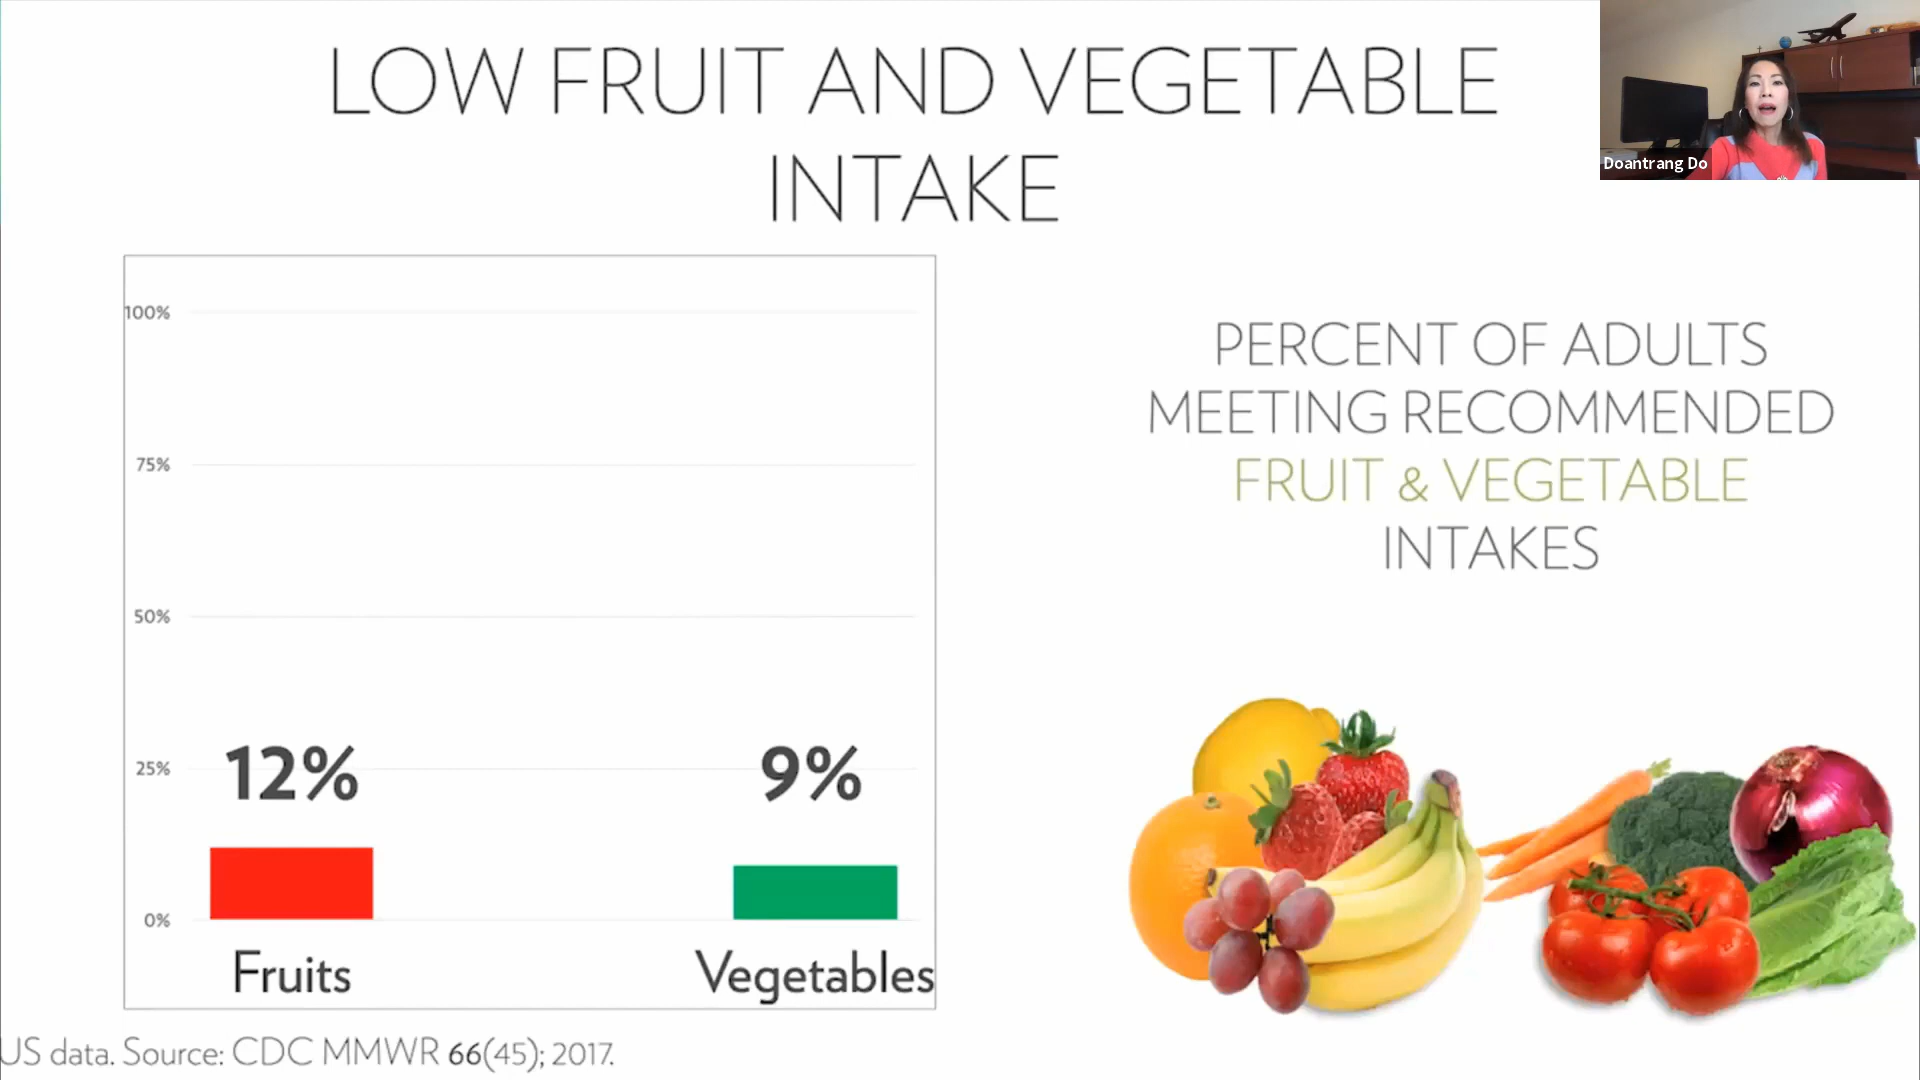 LOW FRUIT AND VEGETABLE
INTAKE
Doantrang Do
100%
75%
50%
25%
0%
12%
9%
Fruits
Vegetables
PERCENT OF ADULTS
MEETING RECOMMENDED
FRUIT & VEGETABLE
INTAKES
US data. Source: CDC MMWR 66(45); 2017.